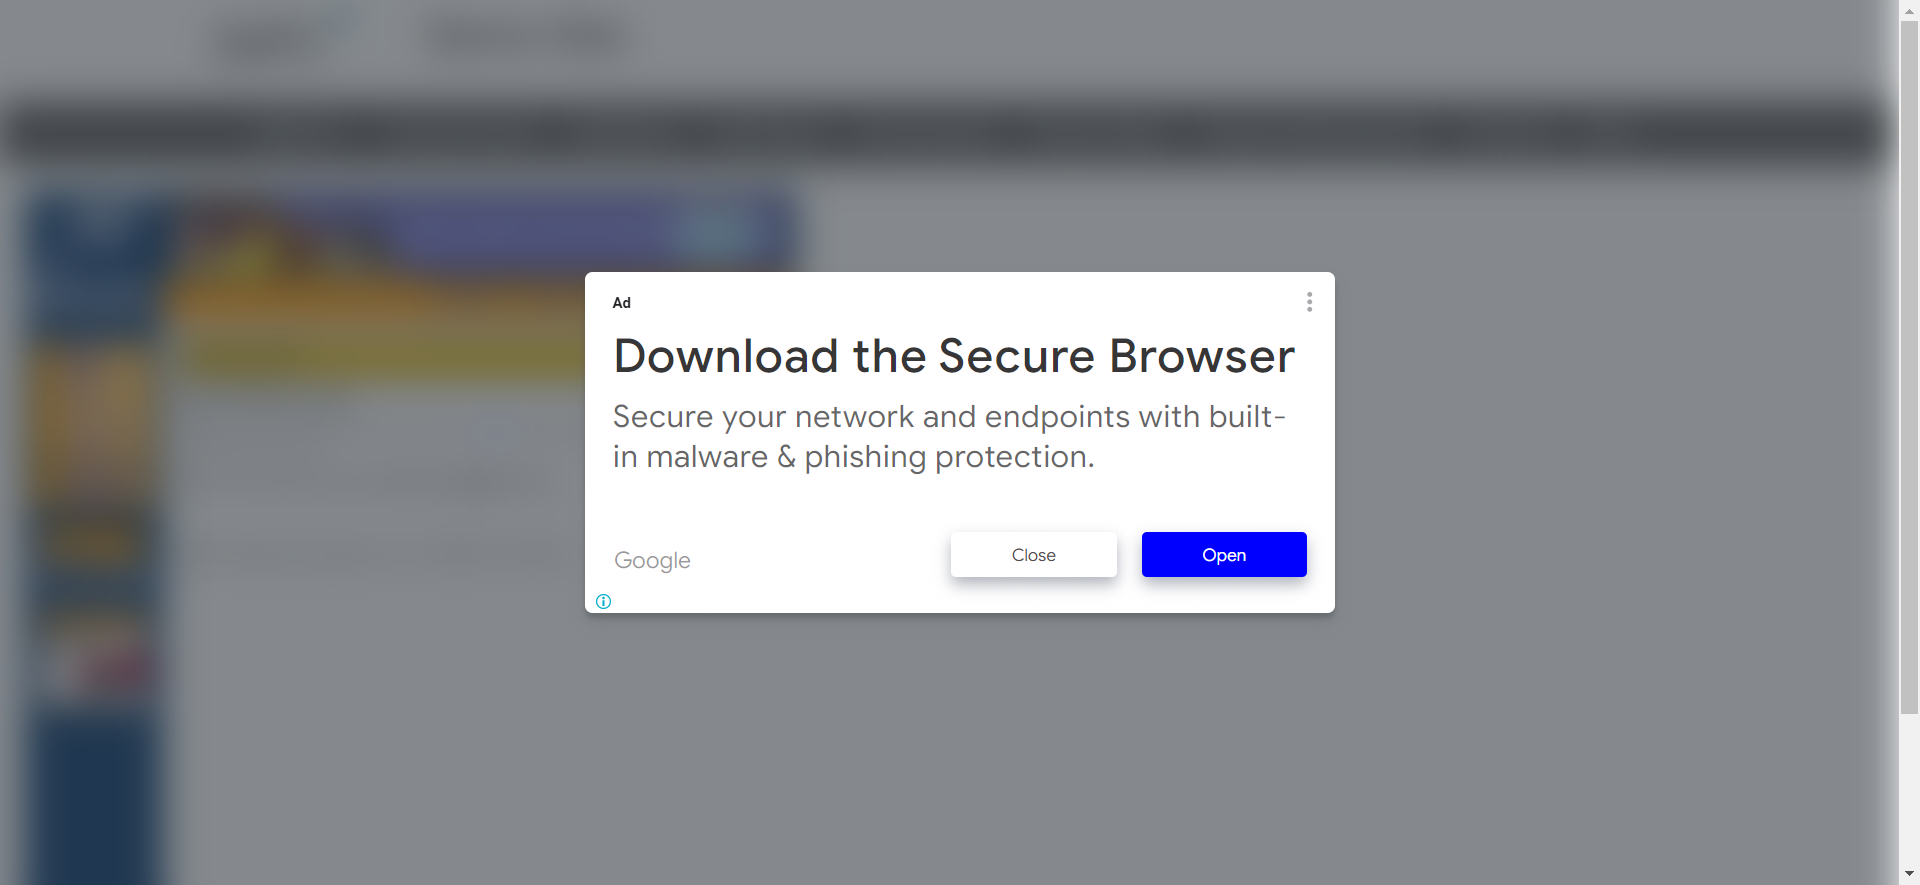 Ad
Download the Secure Browser
Secure your network and endpoints with built-
in malware & phishing protection.
Google
Close
Open